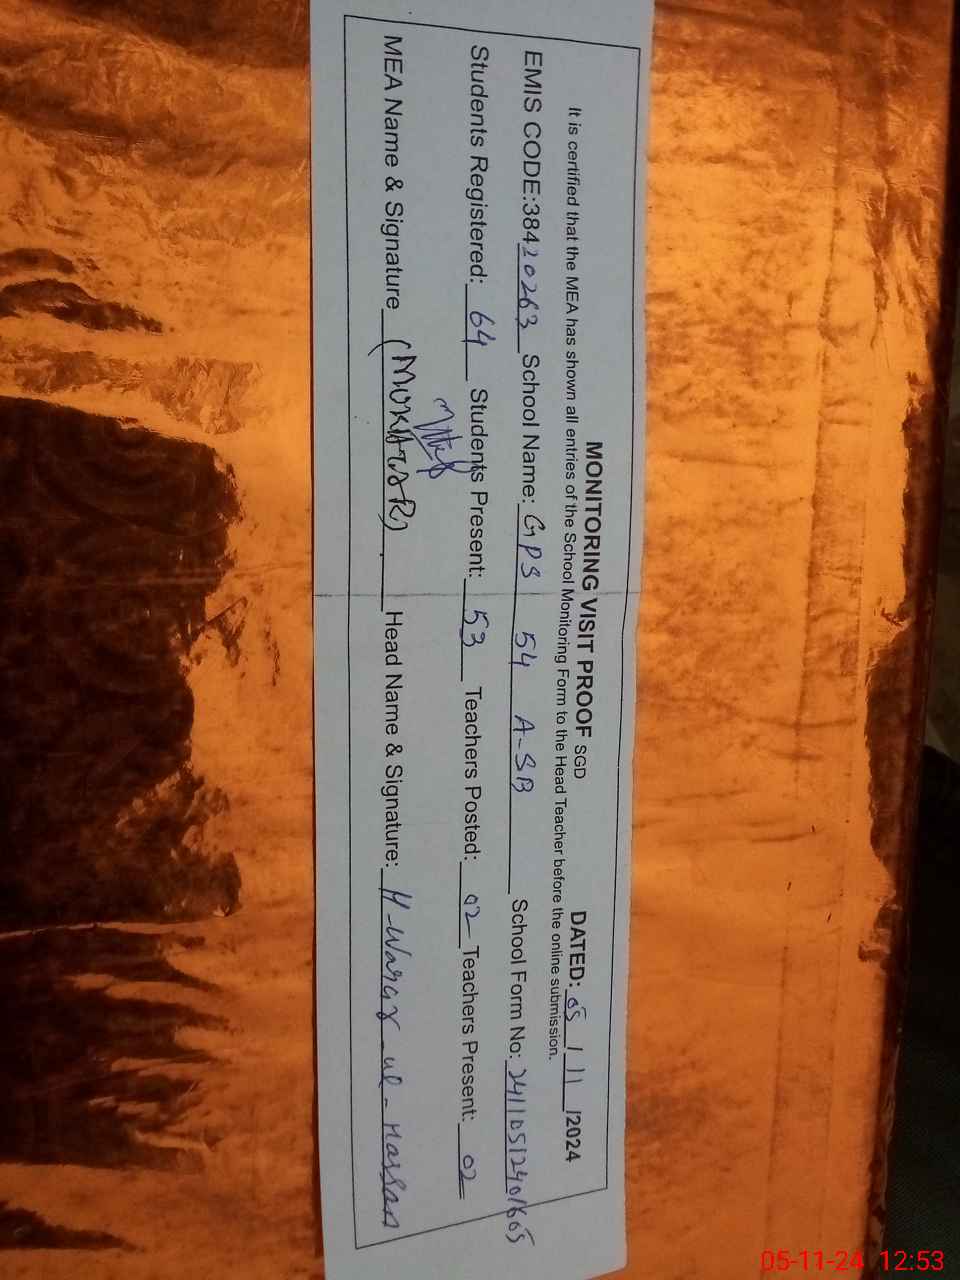 MONITORING VISIT PROOF SGD DATED: 05 / 11 /2024
It is certified that the MEA has shown all entries of the School Monitoring Form to the Head Teacher before the online submission.
EMIS CODE:38420263 School Name: GPS 54 A-SB School Form No: 24110512401665
Students Registered: 64 Students Present: 53 Teachers Posted: 02 Teachers Present: 02
MEA Name & Signature (MUKHTAR) Head Name & Signature: M-Waqar-ul-Hassan
05-11-24 12:53